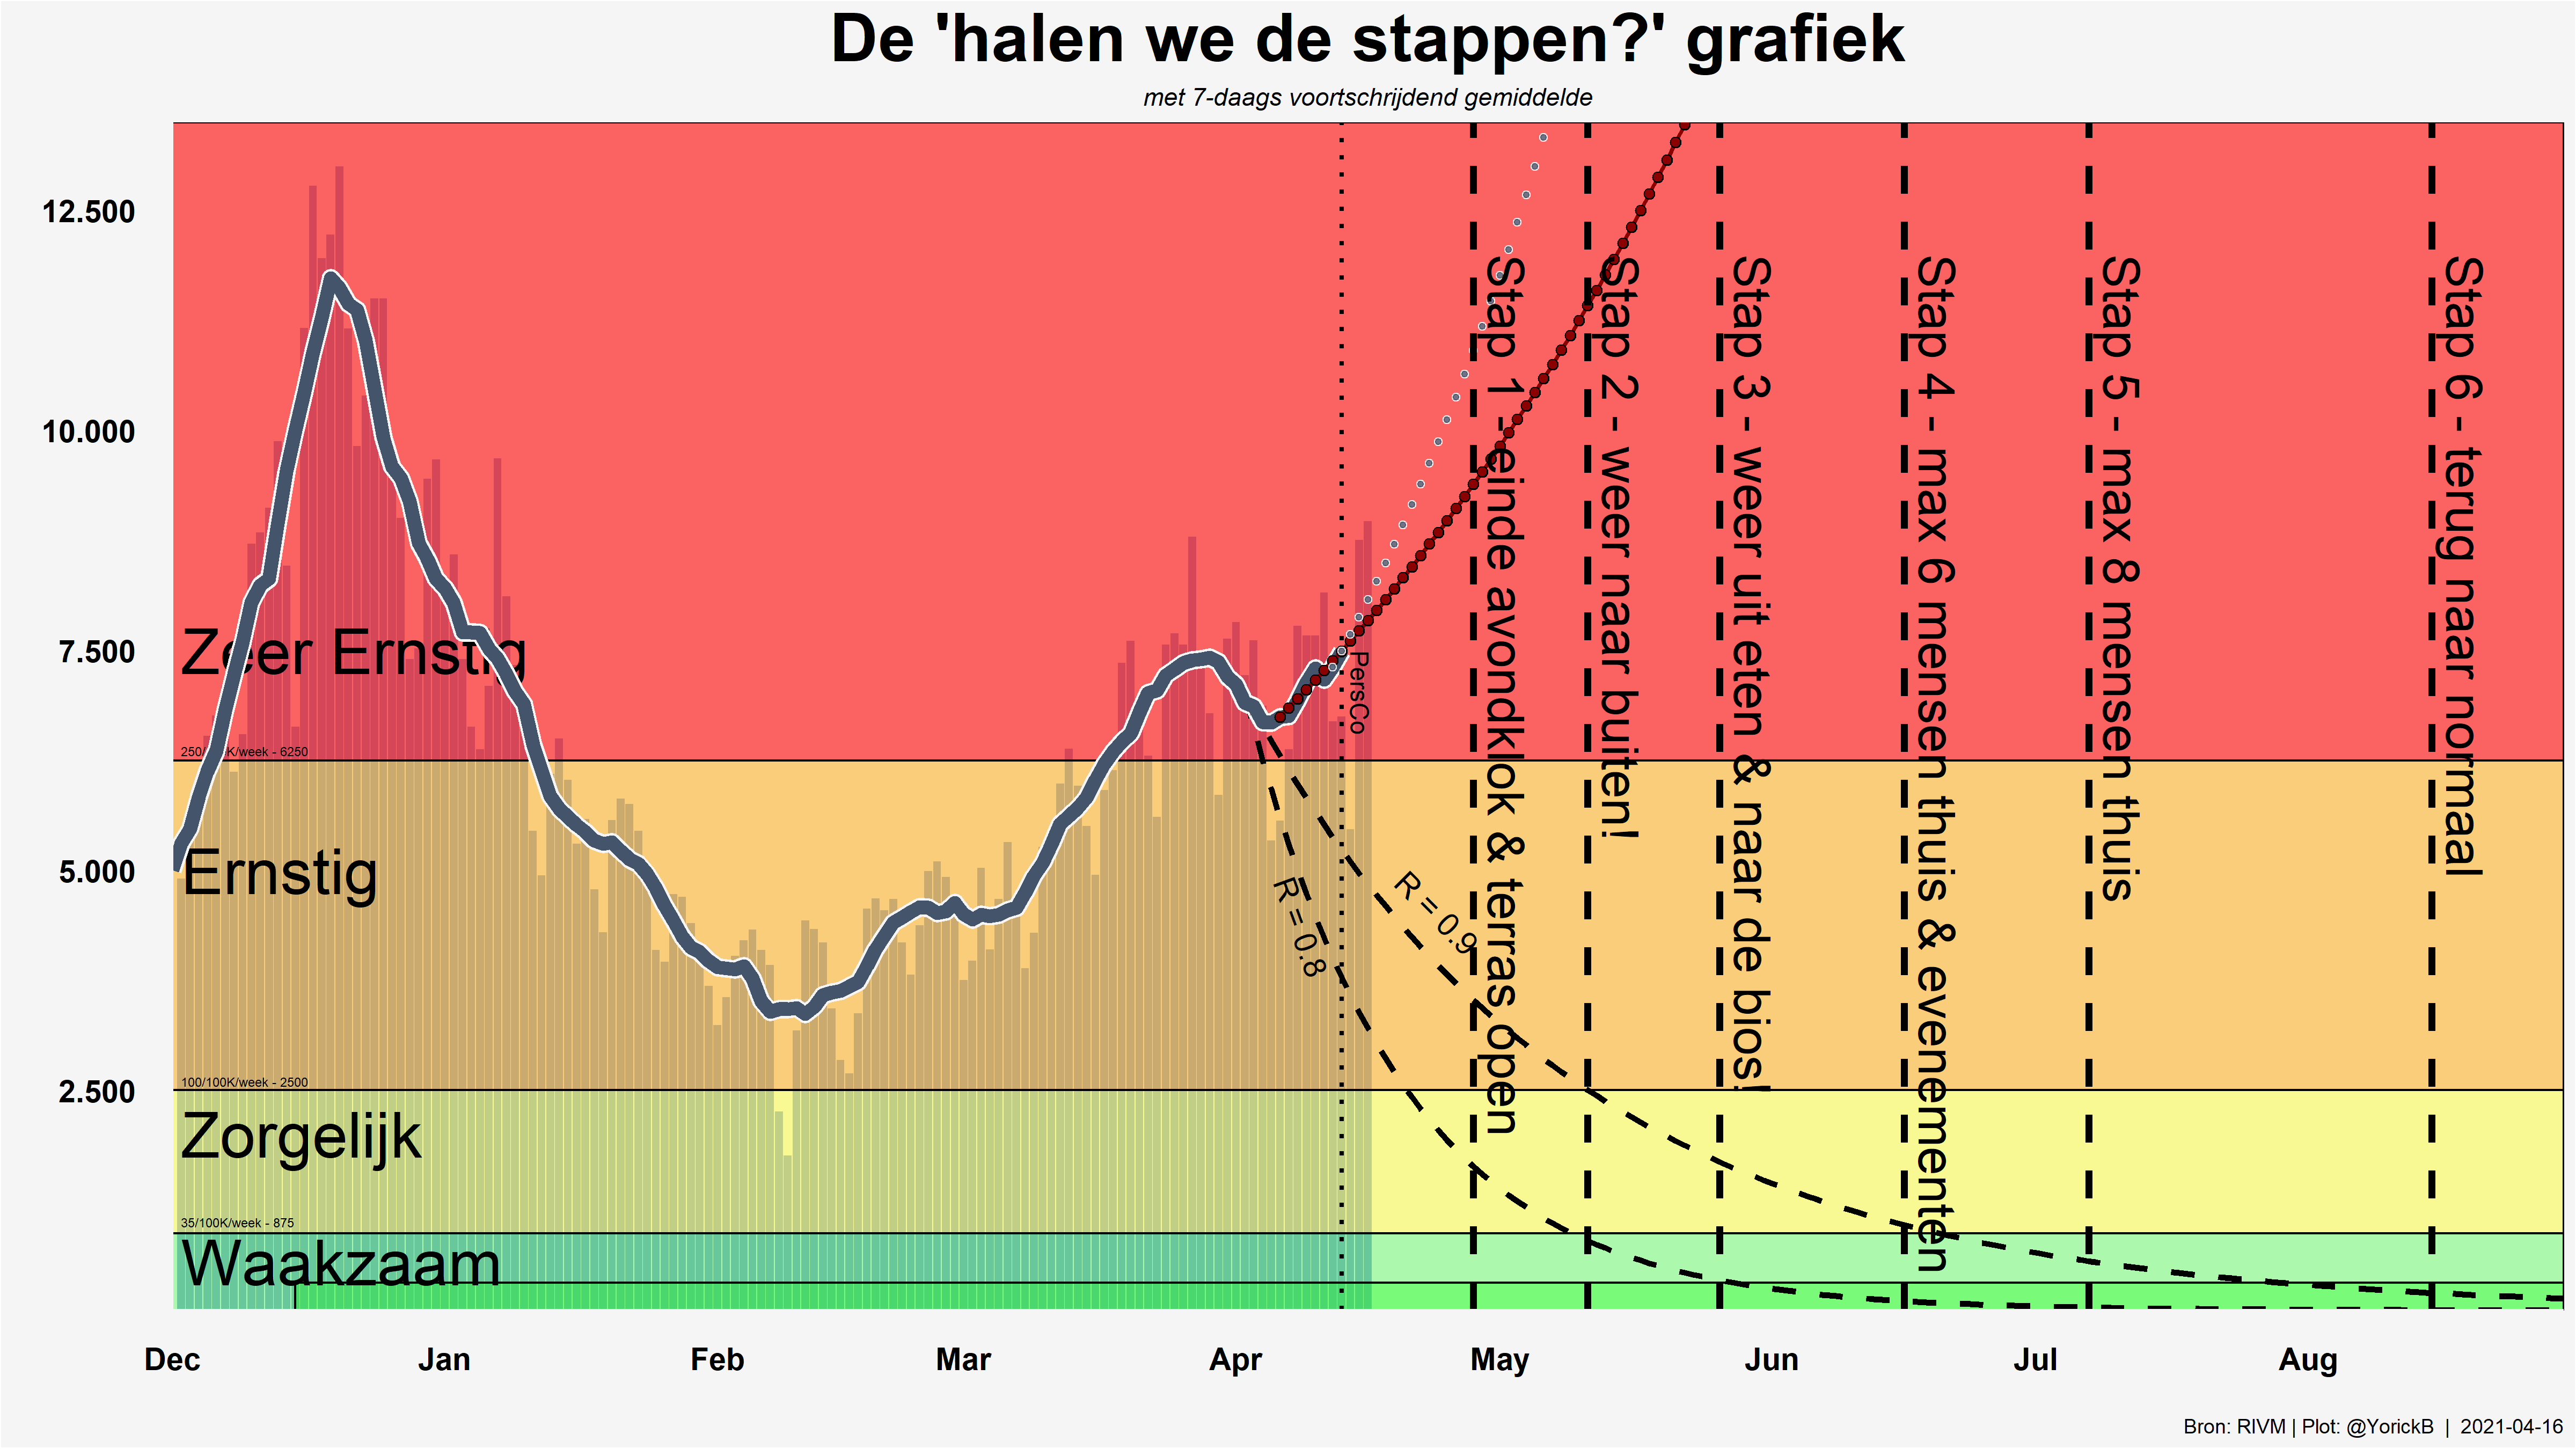 De 'halen we de stappen?' grafiek
met 7-daags voortschrijdend gemiddelde
12.500
10.000
7.500
5.000
2.500
Zeer Ernstig
250/100K/week - 6250
Ernstig
100/100K/week - 2500
Zorgelijk
35/100K/week - 875
Waakzaam
PersCo
R = 0.8
R = 0.9
Stap 1 - einde avondklok & terras open
Stap 2 - weer naar buiten!
Stap 3 - weer uit eten & naar de bios!
Stap 4 - max 6 mensen thuis & evenementen
Stap 5 - max 8 mensen thuis
Stap 6 - terug naar normaal
Dec Jan Feb Mar Apr May Jun Jul Aug
Bron: RIVM | Plot: @YorickB | 2021-04-16